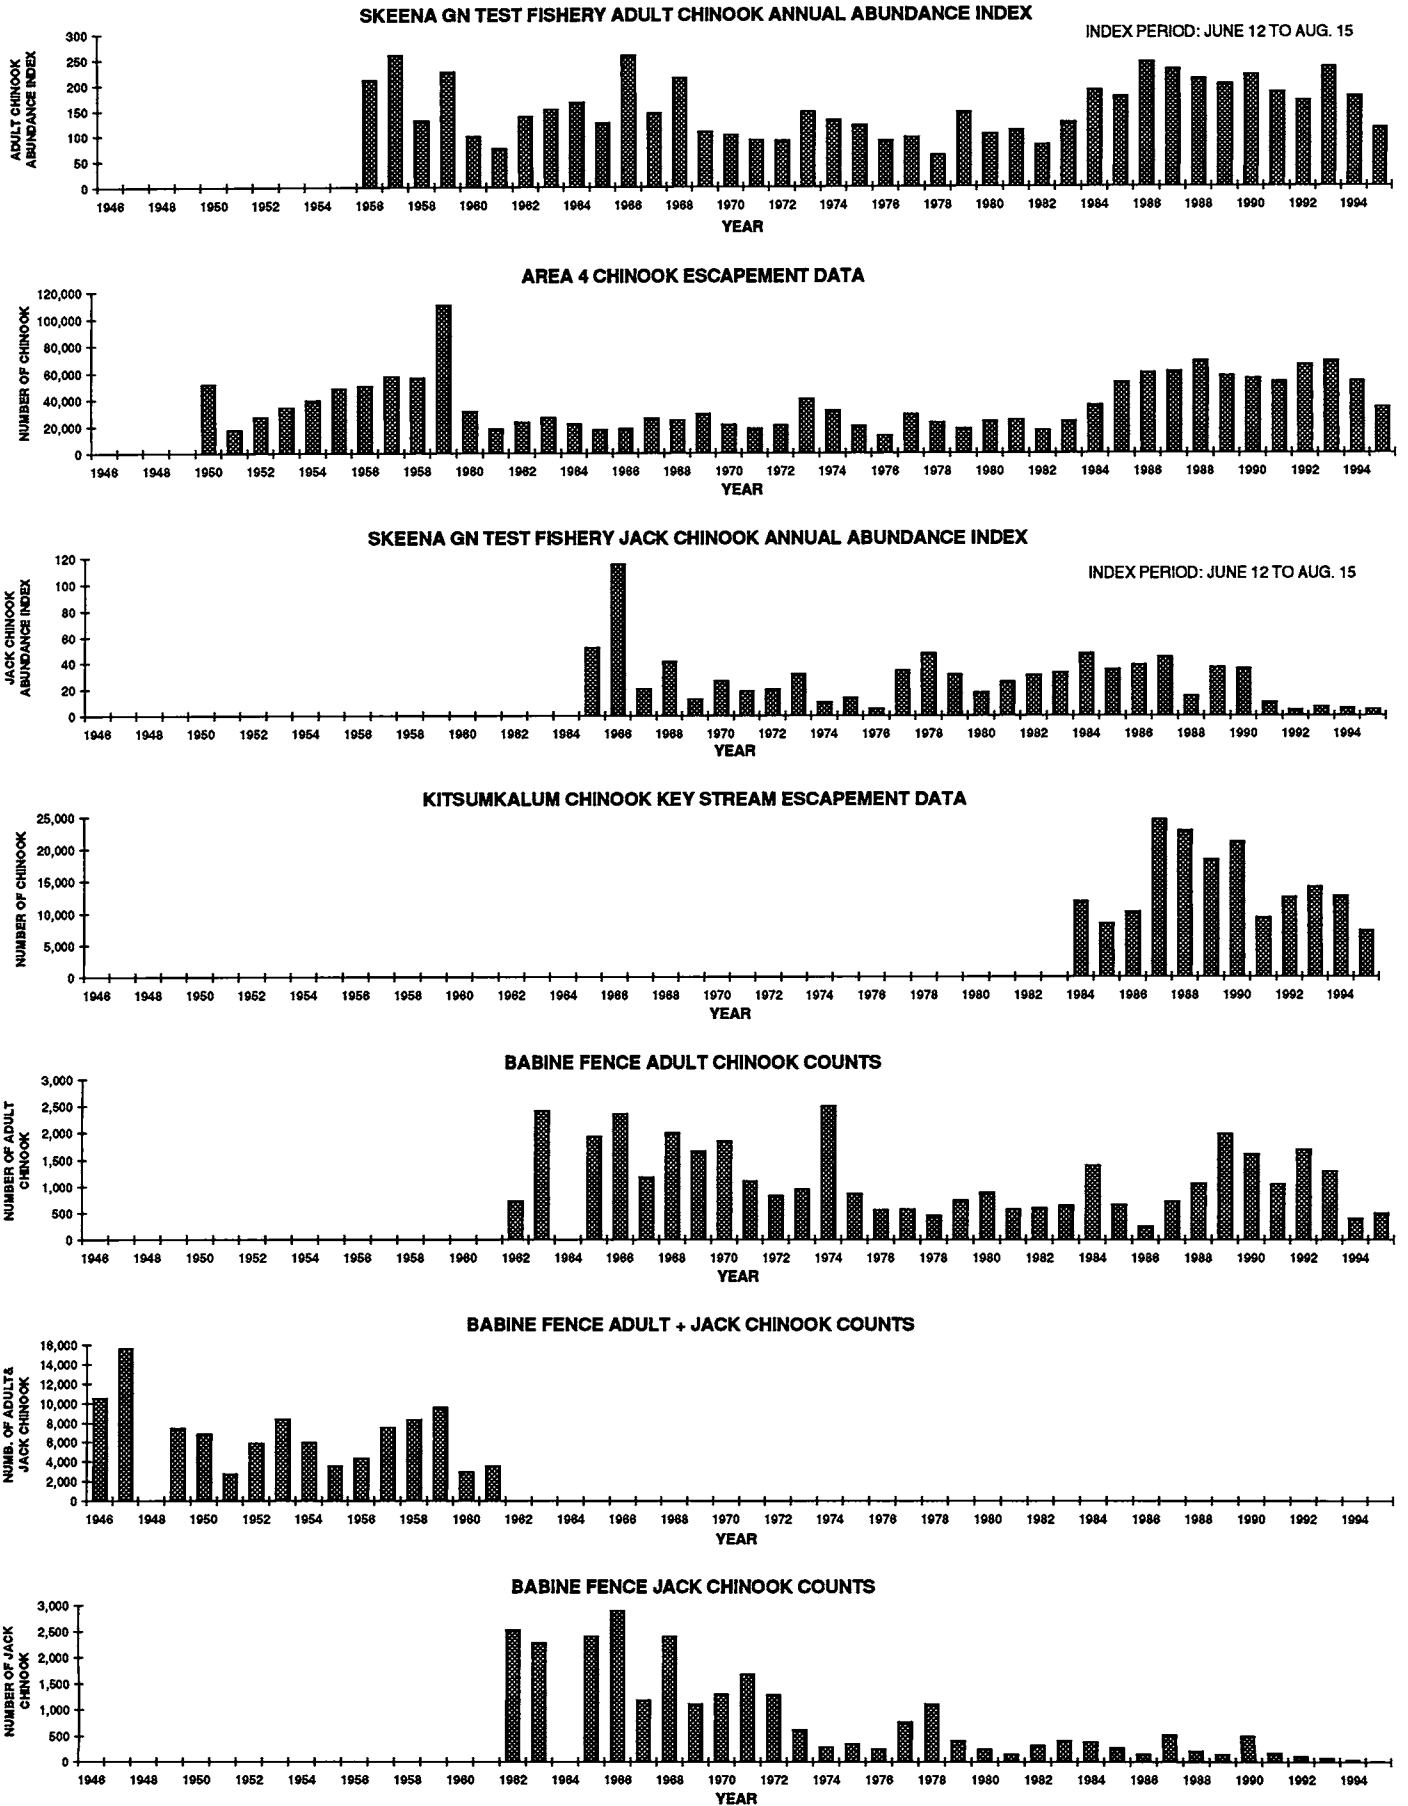 SKEENA GN TEST FISHERY ADULT CHINOOK ANNUAL ABUNDANCE INDEX
INDEX PERIOD: JUNE 12 TO AUG. 15
ADULT CHINOOK
ABUNDANCE INDEX
300
250
200
150
100
50
0
1946 1948 1950 1952 1954 1956 1958 1960 1962 1964 1966 1968 1970 1972 1974 1976 1978 1980 1982 1984 1986 1988 1990 1992 1994
YEAR
AREA 4 CHINOOK ESCAPEMENT DATA
NUMBER OF CHINOOK
120,000
100,000
80,000
60,000
40,000
20,000
0
1946 1948 1950 1952 1954 1956 1958 1960 1962 1964 1966 1968 1970 1972 1974 1976 1978 1980 1982 1984 1986 1988 1990 1992 1994
YEAR
SKEENA GN TEST FISHERY JACK CHINOOK ANNUAL ABUNDANCE INDEX
INDEX PERIOD: JUNE 12 TO AUG. 15
JACK CHINOOK
ABUNDANCE INDEX
120
100
80
60
40
20
0
1946 1948 1950 1952 1954 1956 1958 1960 1962 1964 1966 1968 1970 1972 1974 1976 1978 1980 1982 1984 1986 1988 1990 1992 1994
YEAR
KITSUMKALUM CHINOOK KEY STREAM ESCAPEMENT DATA
NUMBER OF CHINOOK
25,000
20,000
15,000
10,000
5,000
0
1946 1948 1950 1952 1954 1956 1958 1960 1962 1964 1966 1968 1970 1972 1974 1976 1978 1980 1982 1984 1986 1988 1990 1992 1994
YEAR
BABINE FENCE ADULT CHINOOK COUNTS
NUMBER OF ADULT
CHINOOK
3,000
2,500
2,000
1,500
1,000
500
0
1946 1948 1950 1952 1954 1956 1958 1960 1962 1964 1966 1968 1970 1972 1974 1976 1978 1980 1982 1984 1986 1988 1990 1992 1994
YEAR
BABINE FENCE ADULT + JACK CHINOOK COUNTS
NUMB. OF ADULT&
JACK CHINOOK
16,000
14,000
12,000
10,000
8,000
6,000
4,000
2,000
0
1946 1948 1950 1952 1954 1956 1958 1960 1962 1964 1966 1968 1970 1972 1974 1976 1978 1980 1982 1984 1986 1988 1990 1992 1994
YEAR
BABINE FENCE JACK CHINOOK COUNTS
NUMBER OF JACK
CHINOOK
3,000
2,500
2,000
1,500
1,000
500
0
1946 1948 1950 1952 1954 1956 1958 1960 1962 1964 1966 1968 1970 1972 1974 1976 1978 1980 1982 1984 1986 1988 1990 1992 1994
YEAR